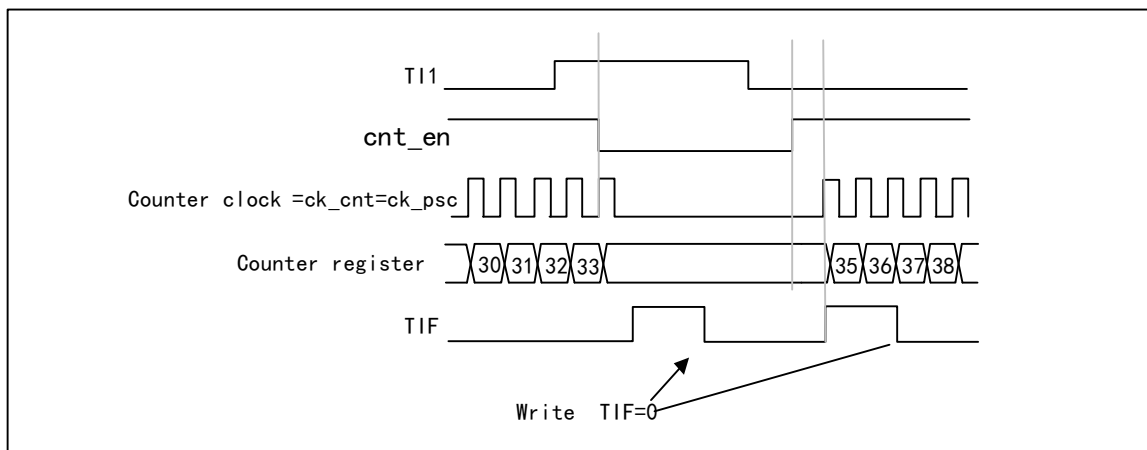 TI1
cnt_en
Counter clock =ck_cnt=ck_psc
Counter register 30 31 32 33 35 36 37 38
TIF
Write TIF=0